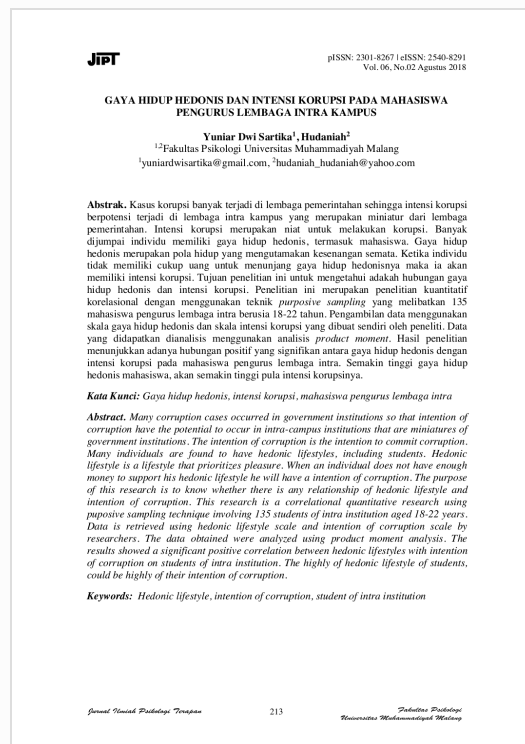 JIPT
pISSN: 2301-8267 | eISSN: 2540-8291
Vol. 06, No.02 Agustus 2018
GAYA HIDUP HEDONIS DAN INTENSI KORUPSI PADA MAHASISWA
PENGURUS LEMBAGA INTRA KAMPUS
Yuniar Dwi Sartika¹, Hudaniah²
1,2Fakultas Psikologi Universitas Muhammadiyah Malang
¹yuniardwisartika@gmail.com, ²hudaniah_hudaniah@yahoo.com
Abstrak. Kasus korupsi banyak terjadi di lembaga pemerintahan sehingga intensi korupsi
berpotensi terjadi di lembaga intra kampus yang merupakan miniatur dari lembaga
pemerintahan. Intensi korupsi merupakan niat untuk melakukan korupsi. Banyak
dijumpai individu memiliki gaya hidup hedonis, termasuk mahasiswa. Gaya hidup
hedonis merupakan pola hidup yang mengutamakan kesenangan semata. Ketika individu
tidak memiliki cukup uang untuk menunjang gaya hidup hedonisnya maka ia akan
memiliki intensi korupsi. Tujuan penelitian ini untuk mengetahui adakah hubungan gaya
hidup hedonis dan intensi korupsi. Penelitian ini merupakan penelitian kuantitatif
korelasional dengan menggunakan teknik purposive sampling yang melibatkan 135
mahasiswa pengurus lembaga intra berusia 18-22 tahun. Pengambilan data menggunakan
skala gaya hidup hedonis dan skala intensi korupsi yang dibuat sendiri oleh peneliti. Data
yang didapatkan dianalisis menggunakan analisis product moment. Hasil penelitian
menunjukkan adanya hubungan positif yang signifikan antara gaya hidup hedonis dengan
intensi korupsi pada mahasiswa pengurus lembaga intra. Semakin tinggi gaya hidup
hedonis mahasiswa, akan semakin tinggi pula intensi korupsinya.
Kata Kunci: Gaya hidup hedonis, intensi korupsi, mahasiswa pengurus lembaga intra
Abstract. Many corruption cases occurred in government institutions so that intention of
corruption have the potential to occur in intra-campus institutions that are miniatures of
government institutions. The intention of corruption is the intention to commit corruption.
Many individuals are found to have hedonic lifestyles, including students. Hedonic
lifestyle is a lifestyle that prioritizes pleasure. When an individual does not have enough
money to support his hedonic lifestyle he will have a intention of corruption. The purpose
of this research is to know whether there is any relationship of hedonic lifestyle and
intention of corruption. This research is a correlational quantitative research using
puposive sampling technique involving 135 students of intra institution aged 18-22 years.
Data is retrieved using hedonic lifestyle scale and intention of corruption scale by
researchers. The data obtained were analyzed using product moment analysis. The
results showed a significant positive correlation between hedonic lifestyles with intention
of corruption on students of intra institution. The highly of hedonic lifestyle of students,
could be highly of their intention of corruption.
Keywords: Hedonic lifestyle, intention of corruption, student of intra institution
Jurnal Ilmiah Psikologi Terapan
213
Fakultas Psikologi
Universitas Muhammadiyah Malang